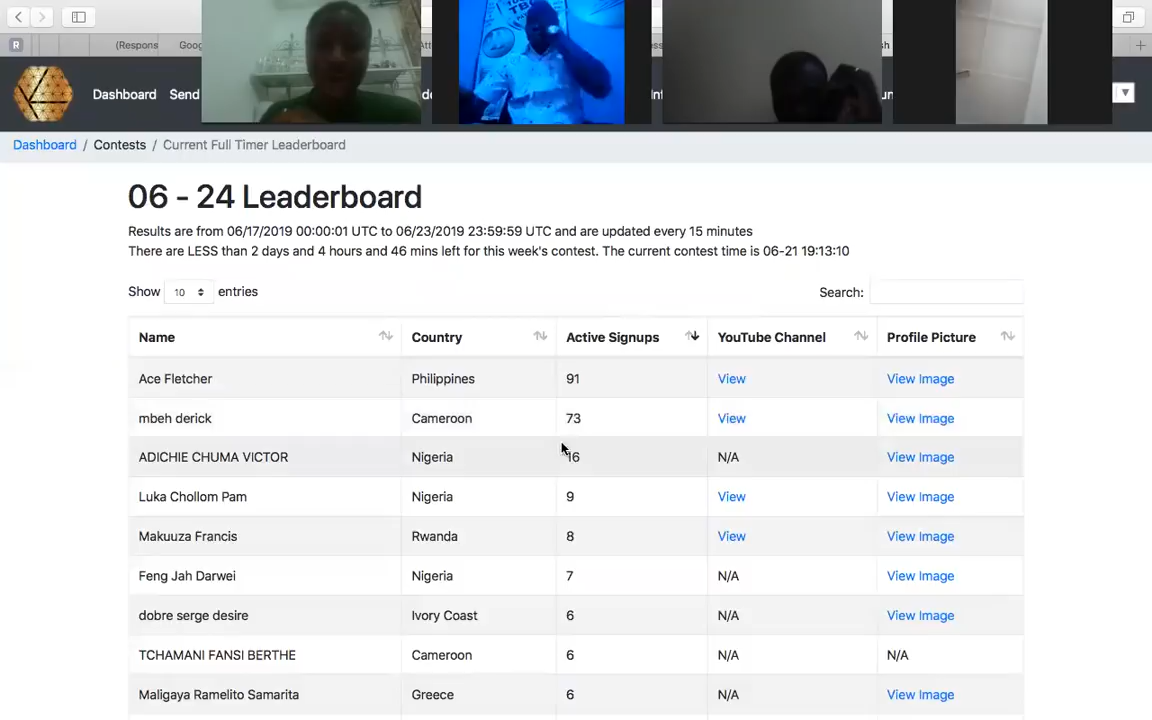 R (Respons Goog
TBC
Dashboard Send
Dashboard / Contests / Current Full Timer Leaderboard
06 - 24 Leaderboard
Results are from 06/17/2019 00:00:01 UTC to 06/23/2019 23:59:59 UTC and are updated every 15 minutes
There are LESS than 2 days and 4 hours and 46 mins left for this week's contest. The current contest time is 06-21 19:13:10
Show 10 entries Search:
Name Country Active Signups YouTube Channel Profile Picture
Ace Fletcher Philippines 91 View View Image
mbeh derick Cameroon 73 View View Image
ADICHIE CHUMA VICTOR Nigeria 16 N/A View Image
Luka Chollom Pam Nigeria 9 View View Image
Makuuza Francis Rwanda 8 View View Image
Feng Jah Darwei Nigeria 7 N/A View Image
dobre serge desire Ivory Coast 6 N/A View Image
TCHAMANI FANSI BERTHE Cameroon 6 N/A N/A
Maligaya Ramelito Samarita Greece 6 N/A View Image